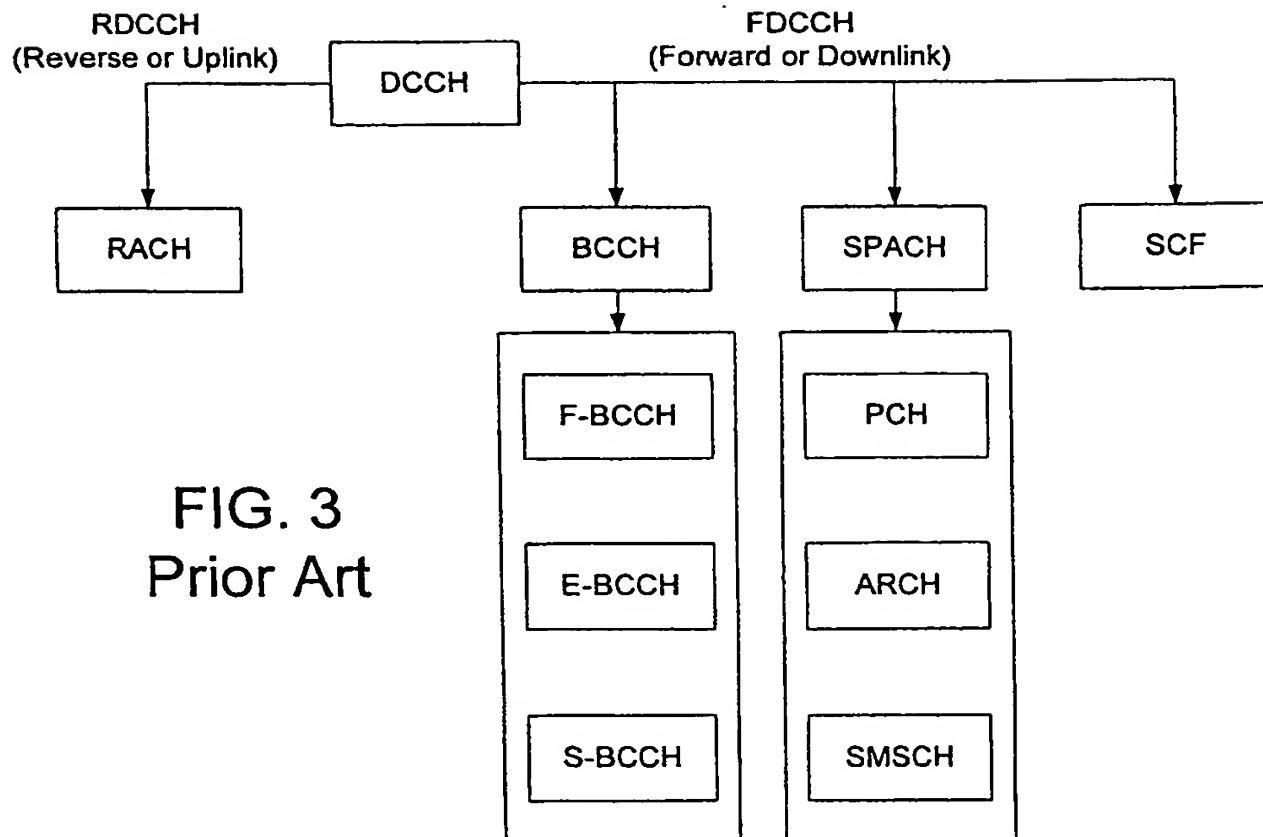 RDCCH
(Reverse or Uplink)
FDCCH
(Forward or Downlink)
DCCH
RACH
BCCH
SPACH
SCF
F-BCCH
PCH
E-BCCH
ARCH
S-BCCH
SMSCH
FIG. 3
Prior Art